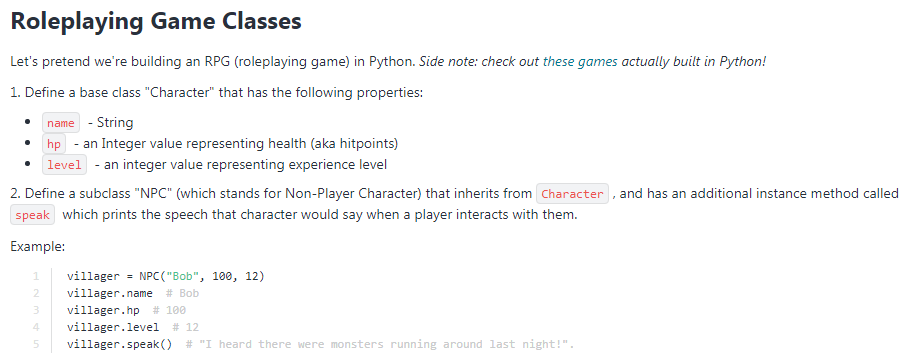 Roleplaying Game Classes
Let's pretend we're building an RPG (roleplaying game) in Python. Side note: check out these games actually built in Python!
1. Define a base class "Character" that has the following properties:
• name - String
• hp - an Integer value representing health (aka hitpoints)
• level - an integer value representing experience level
2. Define a subclass "NPC" (which stands for Non-Player Character) that inherits from Character , and has an additional instance method called
speak which prints the speech that character would say when a player interacts with them.
Example:
1 villager = NPC("Bob", 100, 12)
2 villager.name # Bob
3 villager.hp # 100
4 villager.level # 12
5 villager.speak() # "I heard there were monsters running around last night!".